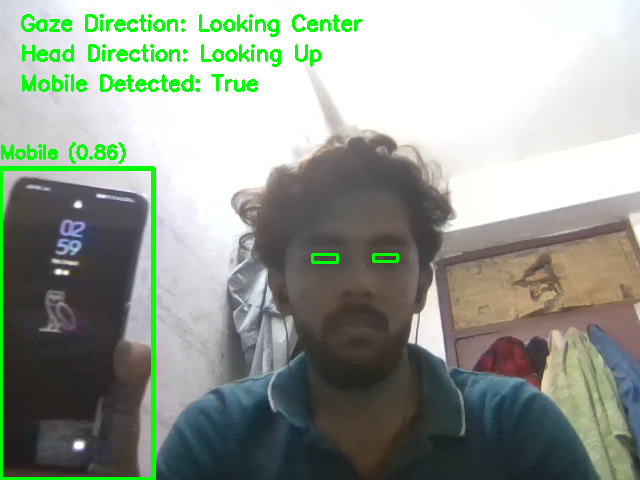 Gaze Direction: Looking Center
Head Direction: Looking Up
Mobile Detected: True
Mobile (0.86)
02
59